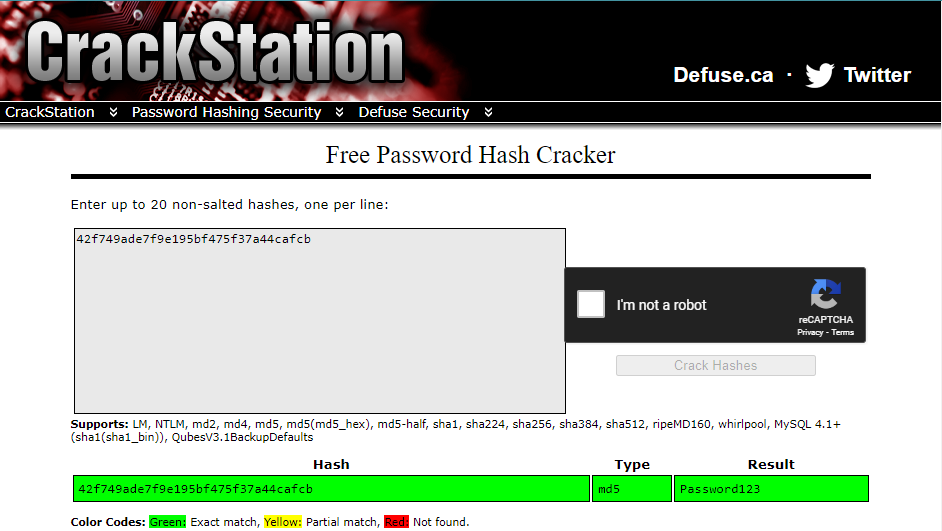 CrackStation
Defuse.ca · Twitter
CrackStation Password Hashing Security Defuse Security
Free Password Hash Cracker
Enter up to 20 non-salted hashes, one per line:
42f749ade7f9e195bf475f37a44cafcb
I'm not a robot
reCAPTCHA
Privacy - Terms
Crack Hashes
Supports: LM, NTLM, md2, md4, md5, md5(md5_hex), md5-half, sha1, sha224, sha256, sha384, sha512, ripeMD160, whirlpool, MySQL 4.1+
(sha1(sha1_bin)), QubesV3.1BackupDefaults
Hash Type Result
42f749ade7f9e195bf475f37a44cafcb md5 Password123
Color Codes: Green: Exact match, Yellow: Partial match, Red: Not found.